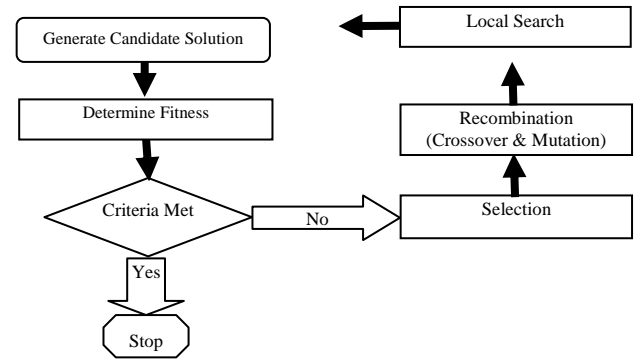 Generate Candidate Solution
Determine Fitness
Criteria Met
Yes
Stop
No
Selection
Recombination
(Crossover & Mutation)
Local Search